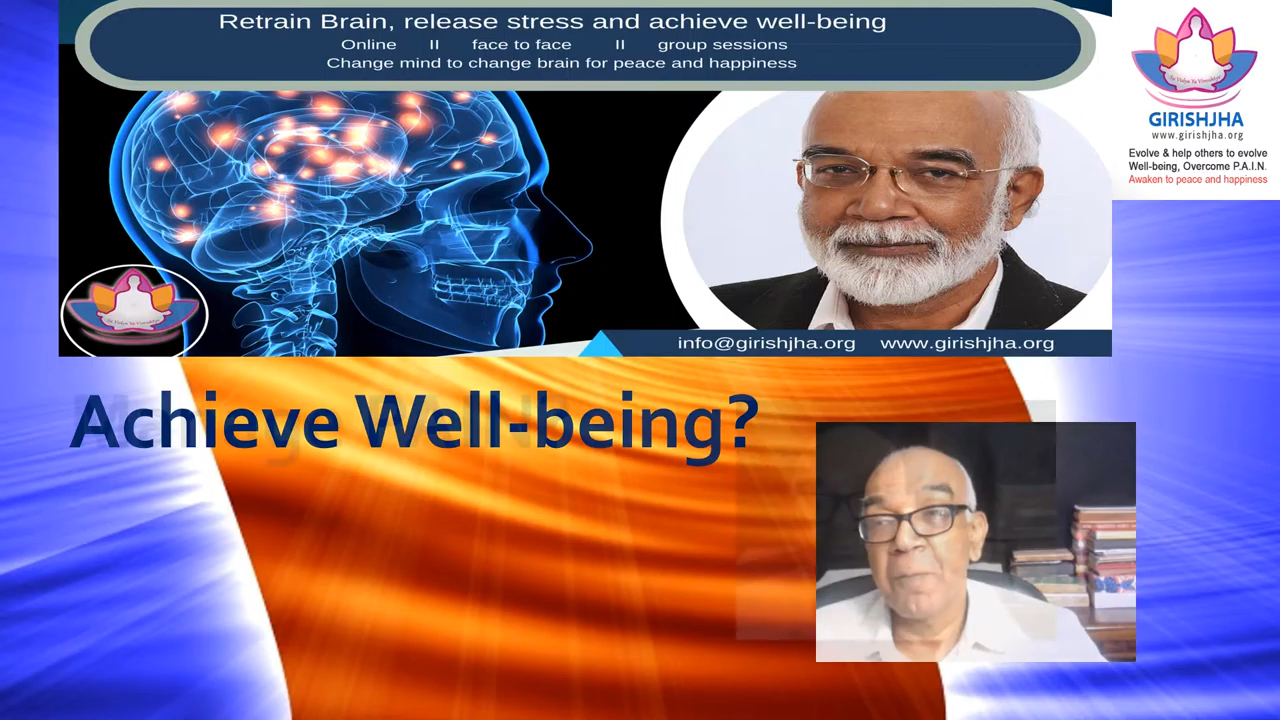 Retrain Brain, release stress and achieve well-being
Online II face to face II group sessions
Change mind to change brain for peace and happiness
GIRISHJHA
www.girishjha.org
Evolve & help others to evolve
Well-being, Overcome P.A.I.N.
Awaken to peace and happiness
info@girishjha.org www.girishjha.org
Achieve Well-being?